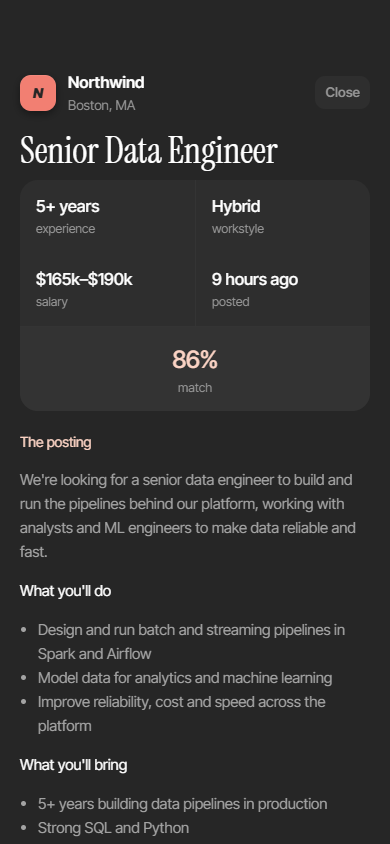 N
Northwind
Boston, MA
Close
Senior Data Engineer
5+ years
experience
Hybrid
workstyle
$165k–$190k
salary
9 hours ago
posted
86%
match
The posting
We're looking for a senior data engineer to build and
run the pipelines behind our platform, working with
analysts and ML engineers to make data reliable and
fast.
What you'll do
• Design and run batch and streaming pipelines in
Spark and Airflow
• Model data for analytics and machine learning
• Improve reliability, cost and speed across the
platform
What you'll bring
• 5+ years building data pipelines in production
• Strong SQL and Python